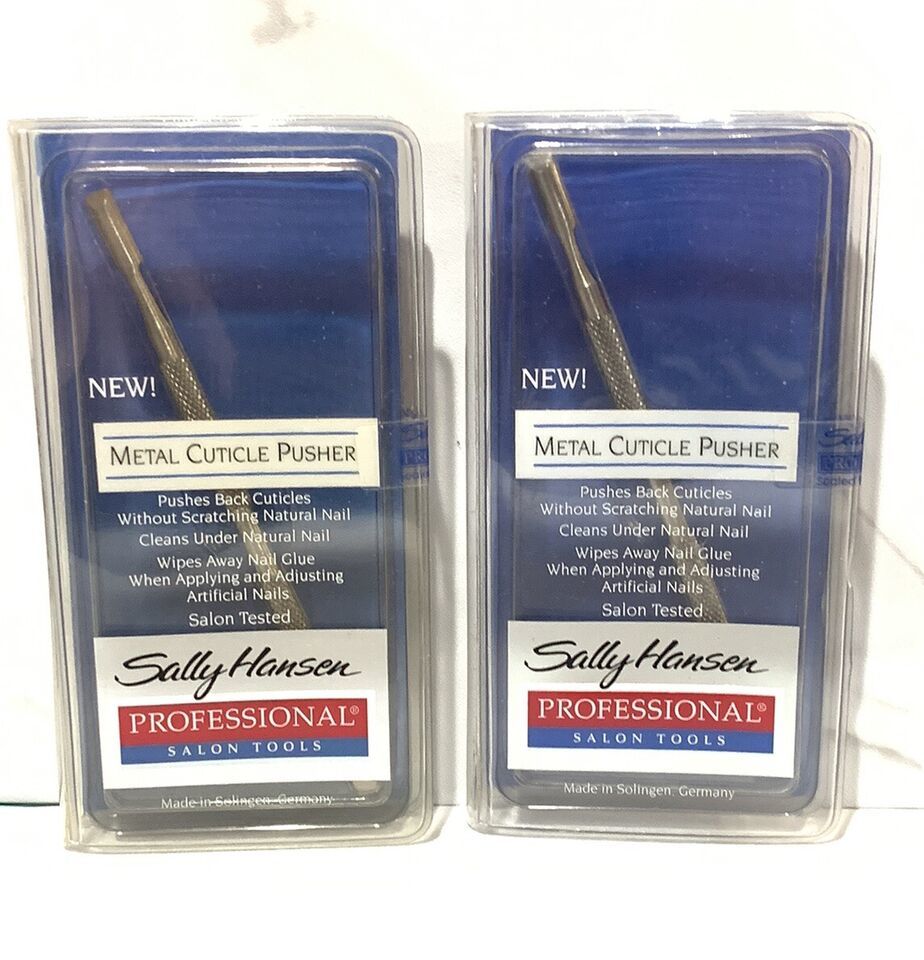 NEW!
METAL CUTICLE PUSHER
Pushes Back Cuticles
Without Scratching Natural Nail
Cleans Under Natural Nail
Wipes Away Nail Glue
When Applying and Adjusting
Artificial Nails
Salon Tested
Sally Hansen
PROFESSIONAL®
SALON TOOLS
Made in Solingen, Germany
NEW!
METAL CUTICLE PUSHER
Pushes Back Cuticles
Without Scratching Natural Nail
Cleans Under Natural Nail
Wipes Away Nail Glue
When Applying and Adjusting
Artificial Nails
Salon Tested
Sally Hansen
PROFESSIONAL®
SALON TOOLS
Made in Solingen, Germany